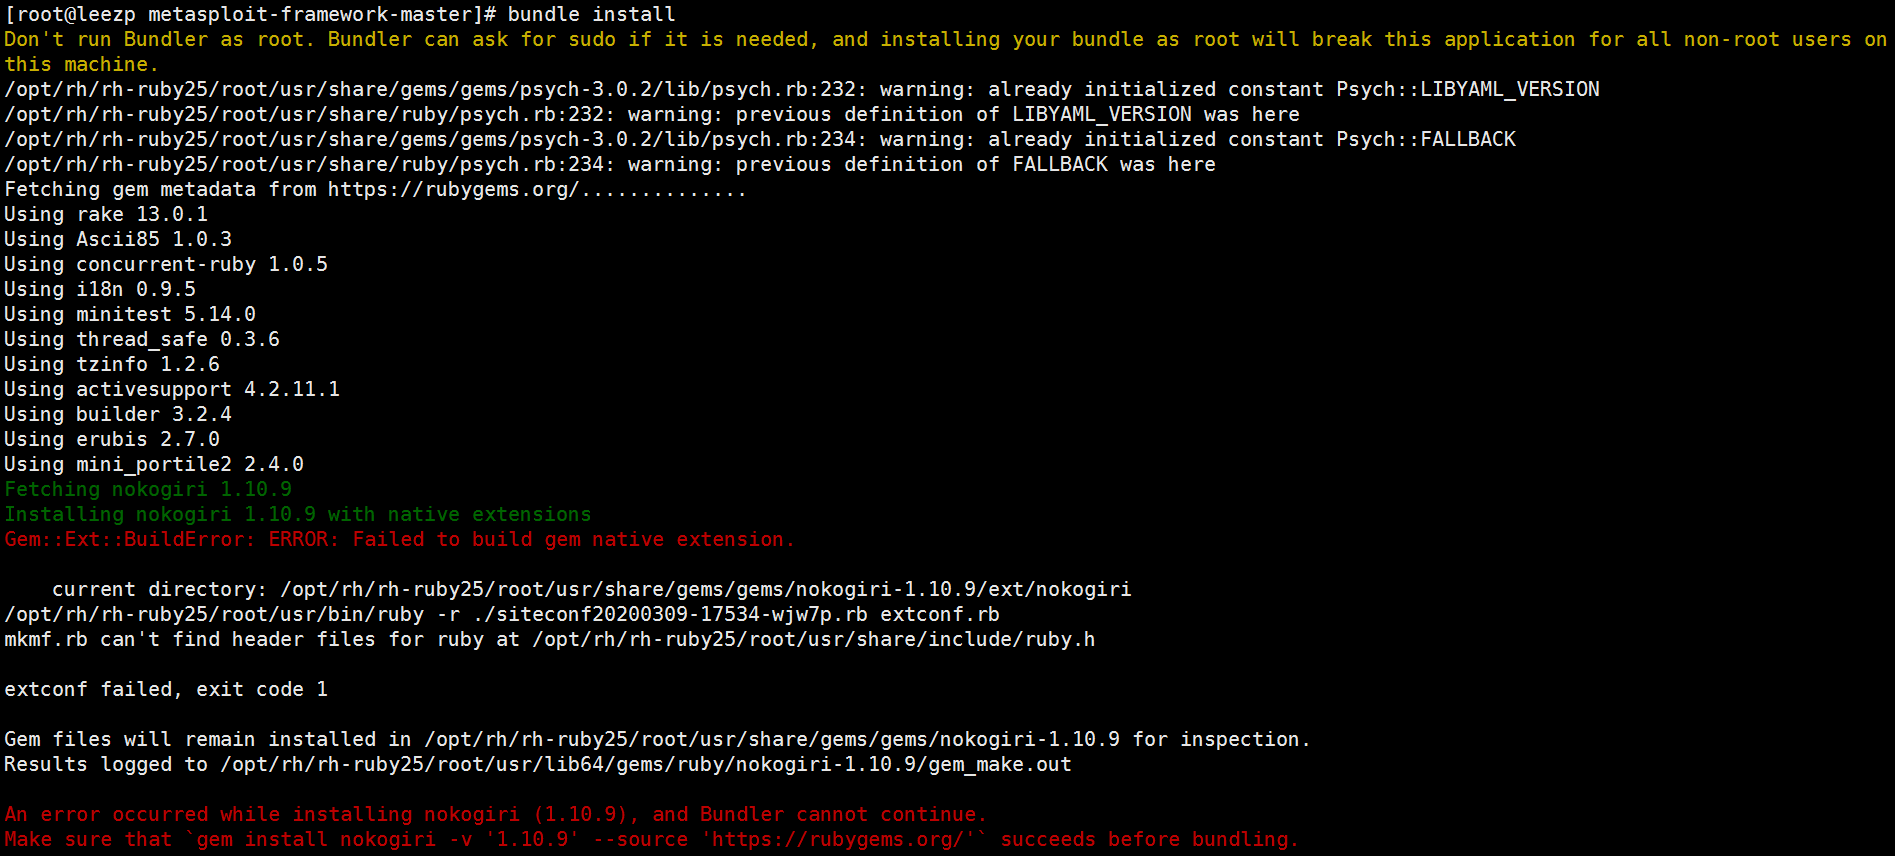 [root@leezp metasploit-framework-master]# bundle install
Don't run Bundler as root. Bundler can ask for sudo if it is needed, and installing your bundle as root will break this application for all non-root users on
this machine.
/opt/rh/rh-ruby25/root/usr/share/gems/gems/psych-3.0.2/lib/psych.rb:232: warning: already initialized constant Psych::LIBYAML_VERSION
/opt/rh/rh-ruby25/root/usr/share/ruby/psych.rb:232: warning: previous definition of LIBYAML_VERSION was here
/opt/rh/rh-ruby25/root/usr/share/gems/gems/psych-3.0.2/lib/psych.rb:234: warning: already initialized constant Psych::FALLBACK
/opt/rh/rh-ruby25/root/usr/share/ruby/psych.rb:234: warning: previous definition of FALLBACK was here
Fetching gem metadata from https://rubygems.org/..............
Using rake 13.0.1
Using Ascii85 1.0.3
Using concurrent-ruby 1.0.5
Using i18n 0.9.5
Using minitest 5.14.0
Using thread_safe 0.3.6
Using tzinfo 1.2.6
Using activesupport 4.2.11.1
Using builder 3.2.4
Using erubis 2.7.0
Using mini_portile2 2.4.0
Fetching nokogiri 1.10.9
Installing nokogiri 1.10.9 with native extensions
Gem::Ext::BuildError: ERROR: Failed to build gem native extension.
current directory: /opt/rh/rh-ruby25/root/usr/share/gems/gems/nokogiri-1.10.9/ext/nokogiri
/opt/rh/rh-ruby25/root/usr/bin/ruby -r ./siteconf20200309-17534-wjw7p.rb extconf.rb
mkmf.rb can't find header files for ruby at /opt/rh/rh-ruby25/root/usr/share/include/ruby.h
extconf failed, exit code 1
Gem files will remain installed in /opt/rh/rh-ruby25/root/usr/share/gems/gems/nokogiri-1.10.9 for inspection.
Results logged to /opt/rh/rh-ruby25/root/usr/lib64/gems/ruby/nokogiri-1.10.9/gem_make.out
An error occurred while installing nokogiri (1.10.9), and Bundler cannot continue.
Make sure that `gem install nokogiri -v '1.10.9' --source 'https://rubygems.org/'` succeeds before bundling.